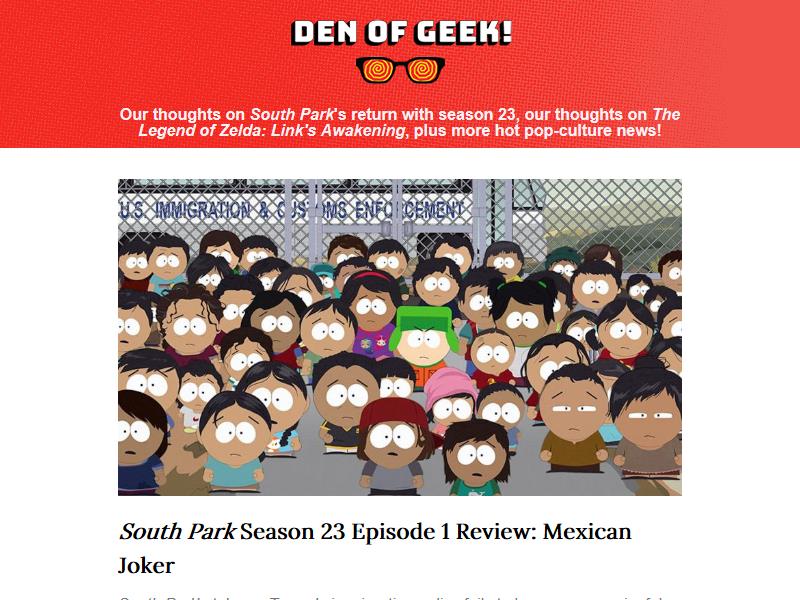 DEN OF GEEK!
Our thoughts on South Park's return with season 23, our thoughts on The
Legend of Zelda: Link's Awakening, plus more hot pop-culture news!
U.S. IMMIGRATION & CUSTOMS ENFORCEMENT
South Park Season 23 Episode 1 Review: Mexican
Joker